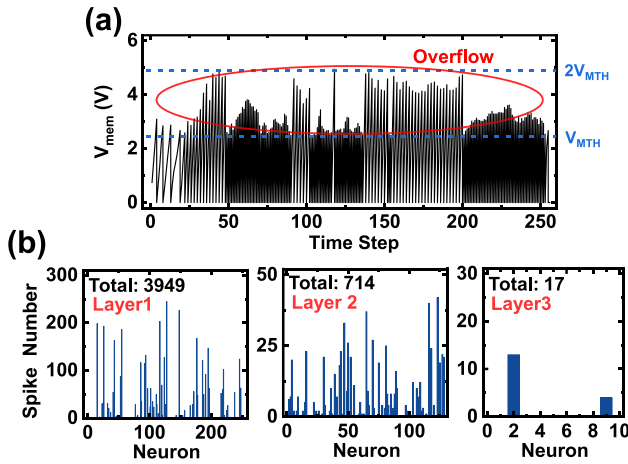 (a)
6
4
2
0
V_mem (V)
Overflow
2V_MTH
V_MTH
0 50 100 150 200 250
Time Step
(b)
Spike Number
300
200
100
0
Total: 3949
Layer1
0 100 200
Neuron
50
25
0
Total: 714
Layer 2
0 50 100
Neuron
30
20
10
0
Total: 17
Layer3
0 2 4 6 8 10
Neuron